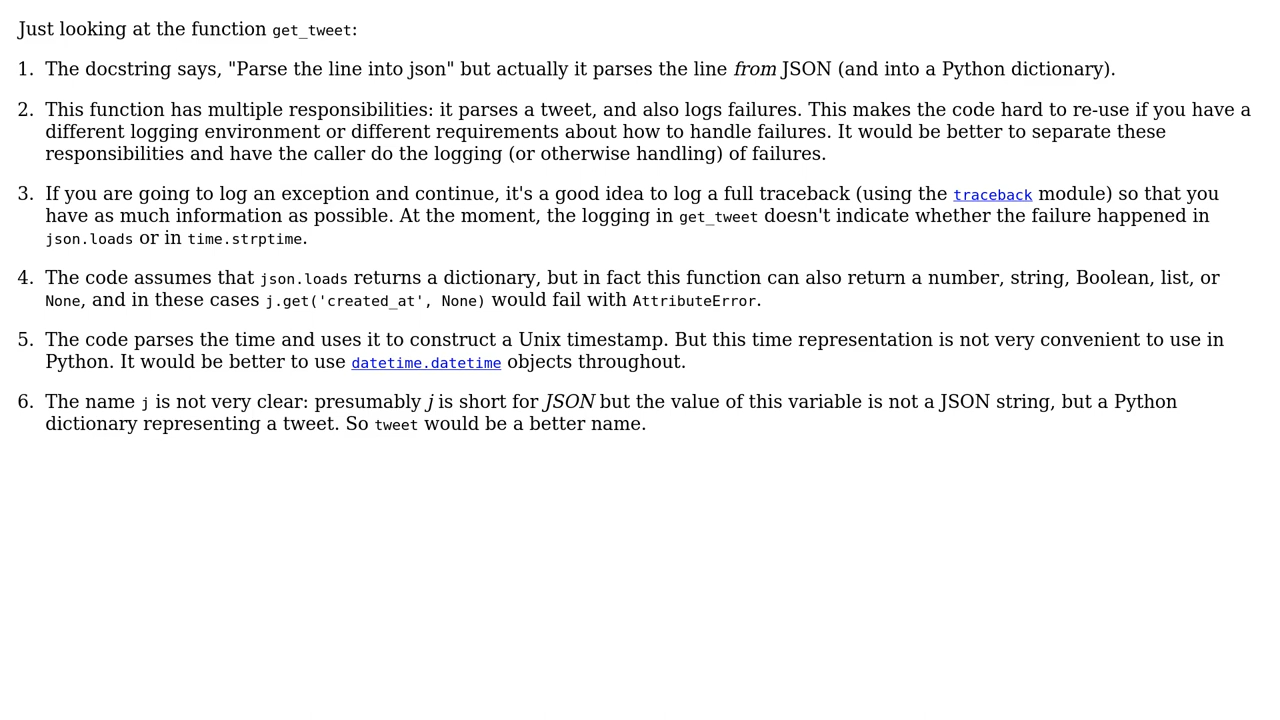 Just looking at the function get_tweet:
1. The docstring says, "Parse the line into json" but actually it parses the line from JSON (and into a Python dictionary).
2. This function has multiple responsibilities: it parses a tweet, and also logs failures. This makes the code hard to re-use if you have a
different logging environment or different requirements about how to handle failures. It would be better to separate these
responsibilities and have the caller do the logging (or otherwise handling) of failures.
3. If you are going to log an exception and continue, it's a good idea to log a full traceback (using the traceback module) so that you
have as much information as possible. At the moment, the logging in get_tweet doesn't indicate whether the failure happened in
json.loads or in time.strptime.
4. The code assumes that json.loads returns a dictionary, but in fact this function can also return a number, string, Boolean, list, or
None, and in these cases j.get('created_at', None) would fail with AttributeError.
5. The code parses the time and uses it to construct a Unix timestamp. But this time representation is not very convenient to use in
Python. It would be better to use datetime.datetime objects throughout.
6. The name j is not very clear: presumably j is short for JSON but the value of this variable is not a JSON string, but a Python
dictionary representing a tweet. So tweet would be a better name.